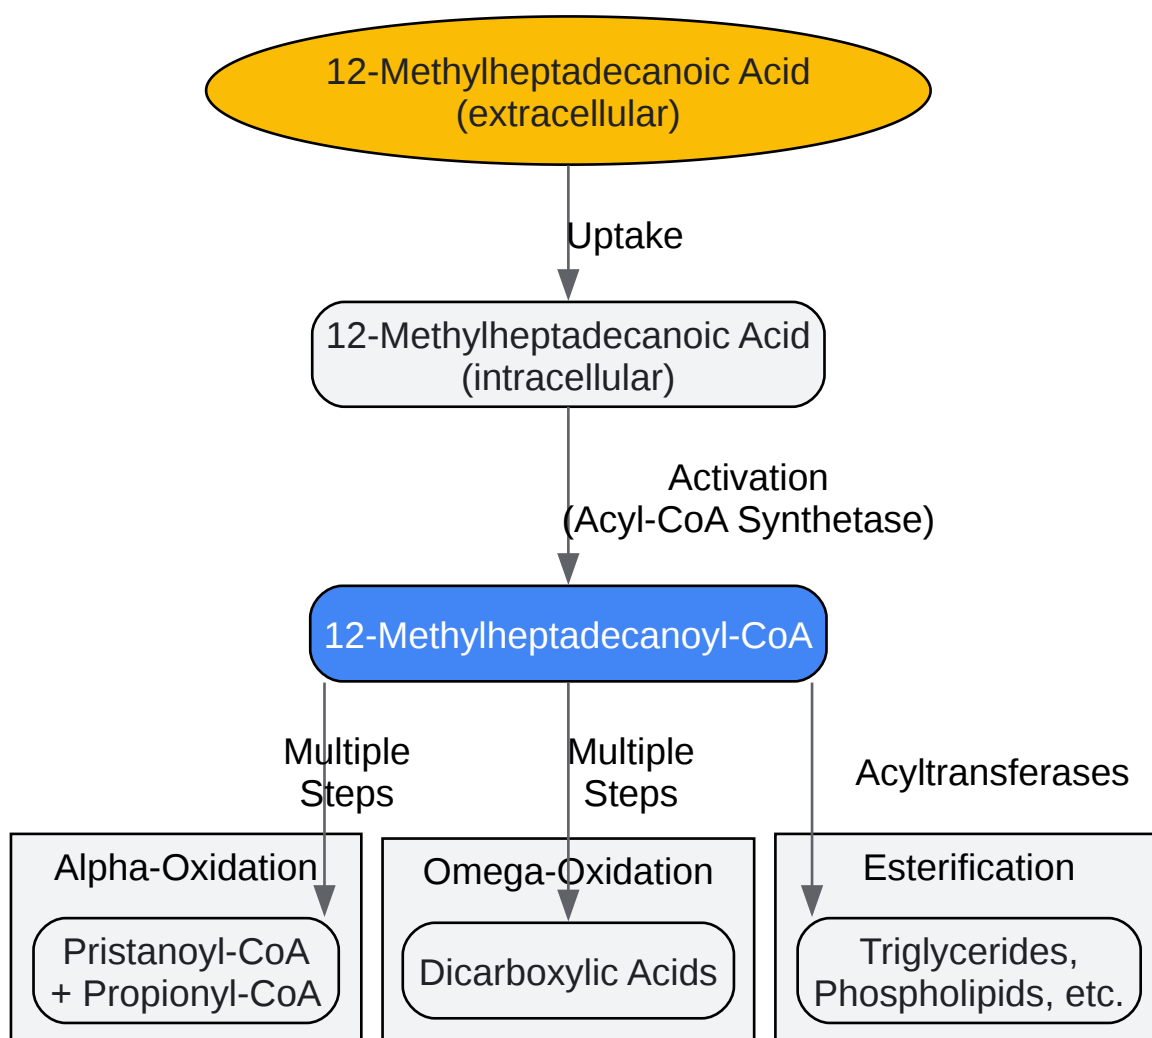 12-Methylheptadecanoic Acid
(extracellular)
Uptake
12-Methylheptadecanoic Acid
(intracellular)
Activation
(Acyl-CoA Synthetase)
12-Methylheptadecanoyl-CoA
Multiple
Steps
Multiple
Steps
Acyltransferases
Alpha-Oxidation
Pristanoyl-CoA
+ Propionyl-CoA
Omega-Oxidation
Dicarboxylic Acids
Esterification
Triglycerides,
Phospholipids, etc.